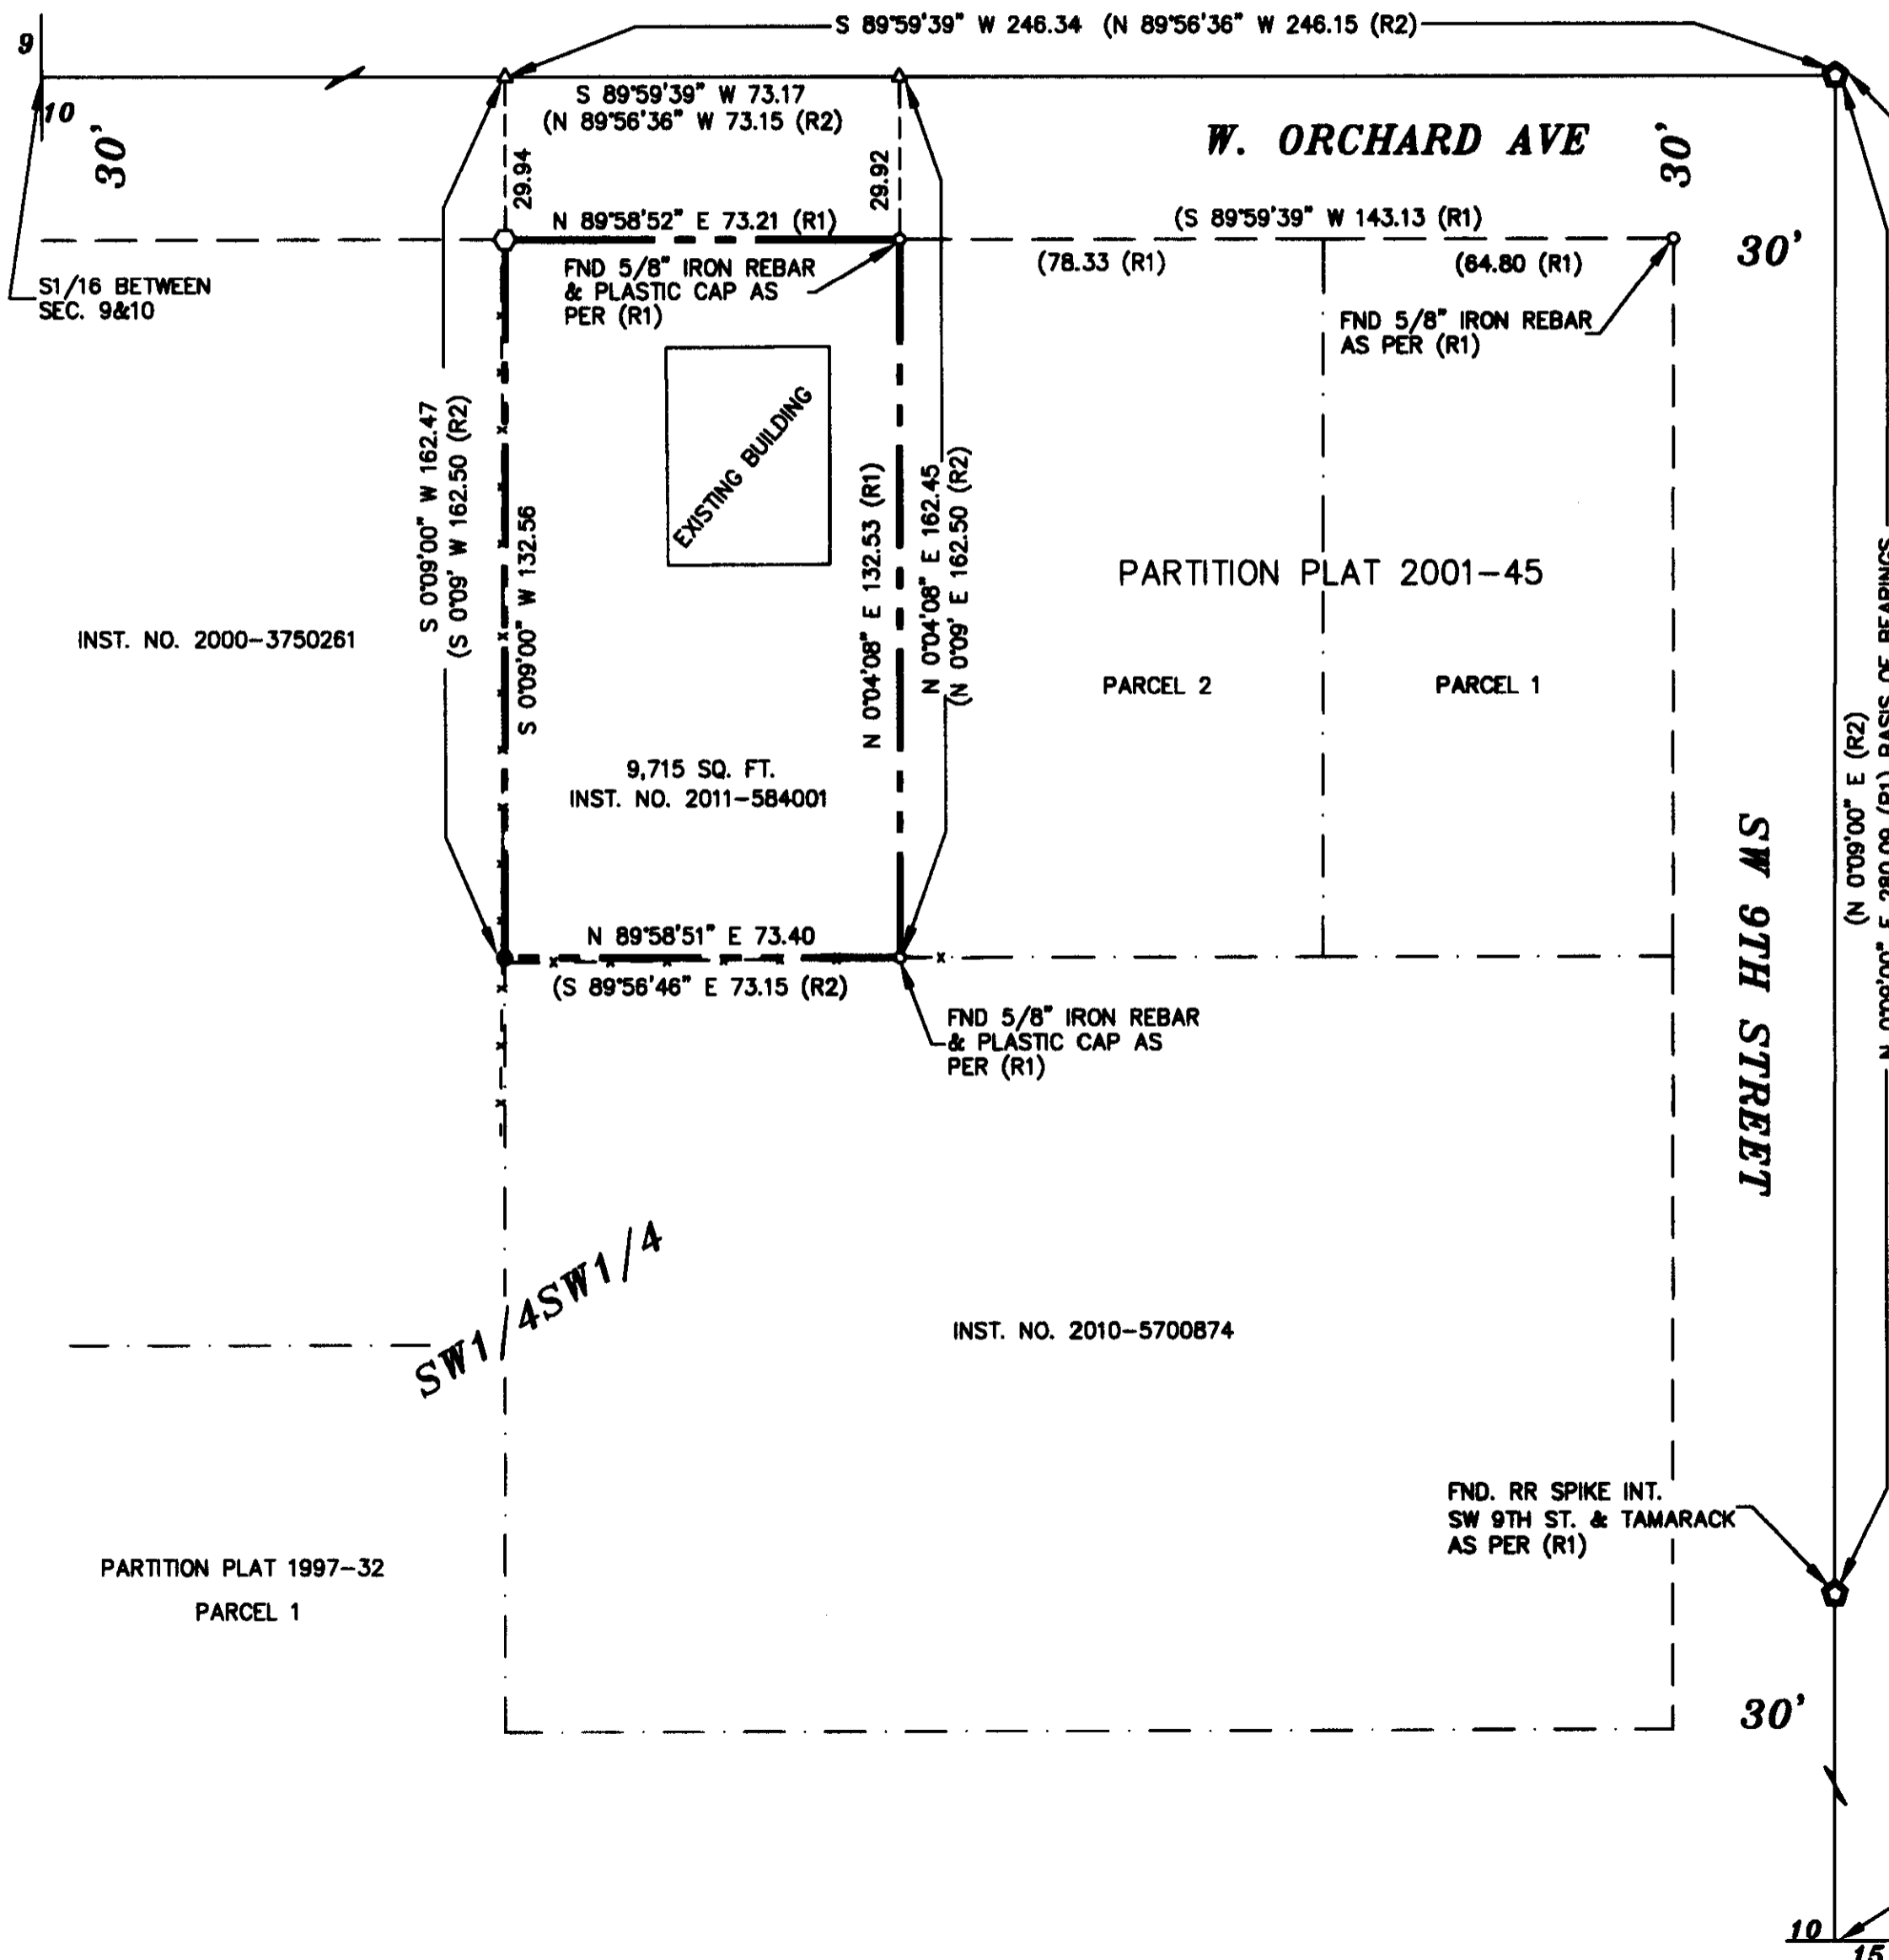 S 89°59'39" W 246.34 (N 89°56'36" W 246.15 (R2)
9
10
30'
S 89°59'39" W 73.17
(N 89°56'36" W 73.15 (R2)
W. ORCHARD AVE
30'
29.94
29.92
N 89°58'52" E 73.21 (R1)
(S 89°59'39" W 143.13 (R1)
(78.33 (R1)
(64.80 (R1)
30'
S1/16 BETWEEN
SEC. 9&10
FND 5/8" IRON REBAR
& PLASTIC CAP AS
PER (R1)
FND 5/8" IRON REBAR
AS PER (R1)
EXISTING BUILDING
S 0°09'00" W 162.47
(S 0°09' W 162.50 (R2)
S 0°09'00" W 132.56
N 0°04'08" E 132.53 (R1)
N 0°04'08" E 162.45
(N 0°09' E 162.50 (R2)
PARTITION PLAT 2001-45
INST. NO. 2000-3750261
PARCEL 2
PARCEL 1
9,715 SQ. FT.
INST. NO. 2011-584001
(N 0°09'00" E (R2)
N 0°09'00" E 280.09 (R1) BASIS OF BEARINGS
SW 9TH STREET
N 89°58'51" E 73.40
(S 89°56'46" E 73.15 (R2)
FND 5/8" IRON REBAR
& PLASTIC CAP AS
PER (R1)
SW1/4SW1/4
INST. NO. 2010-5700874
FND. RR SPIKE INT.
SW 9TH ST. & TAMARACK
AS PER (R1)
PARTITION PLAT 1997-32
PARCEL 1
30'
10
15